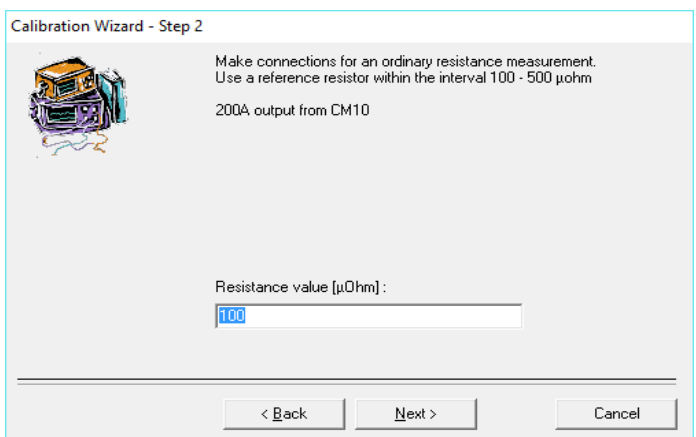 Calibration Wizard - Step 2
Make connections for an ordinary resistance measurement.
Use a reference resistor within the interval 100 - 500 µohm
200A output from CM10
Resistance value [µOhm] :
100
< Back
Next >
Cancel